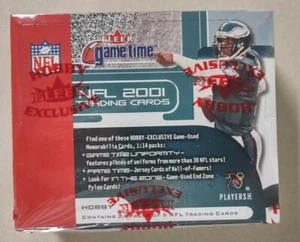 FLEER
game time
NFL
HOBBY
FLEER
EXCLUSIVE
NFL 2001
TRADING CARDS
Find one of these HOBBY-EXCLUSIVE Game-Used
Memorabilia Cards, 1:14 packs:
• GAME TIME UNIFORMITY-
features pieces of uniforms from more than 30 NFL stars!
• FAME TIME-Jersey Cards of Hall-of-Famers!
• Look For IN THE ZONE-Game-Used End Zone
Pylon Cards!
PLAYERS
HOBBY
CONTAINS NFL TRADING CARDS